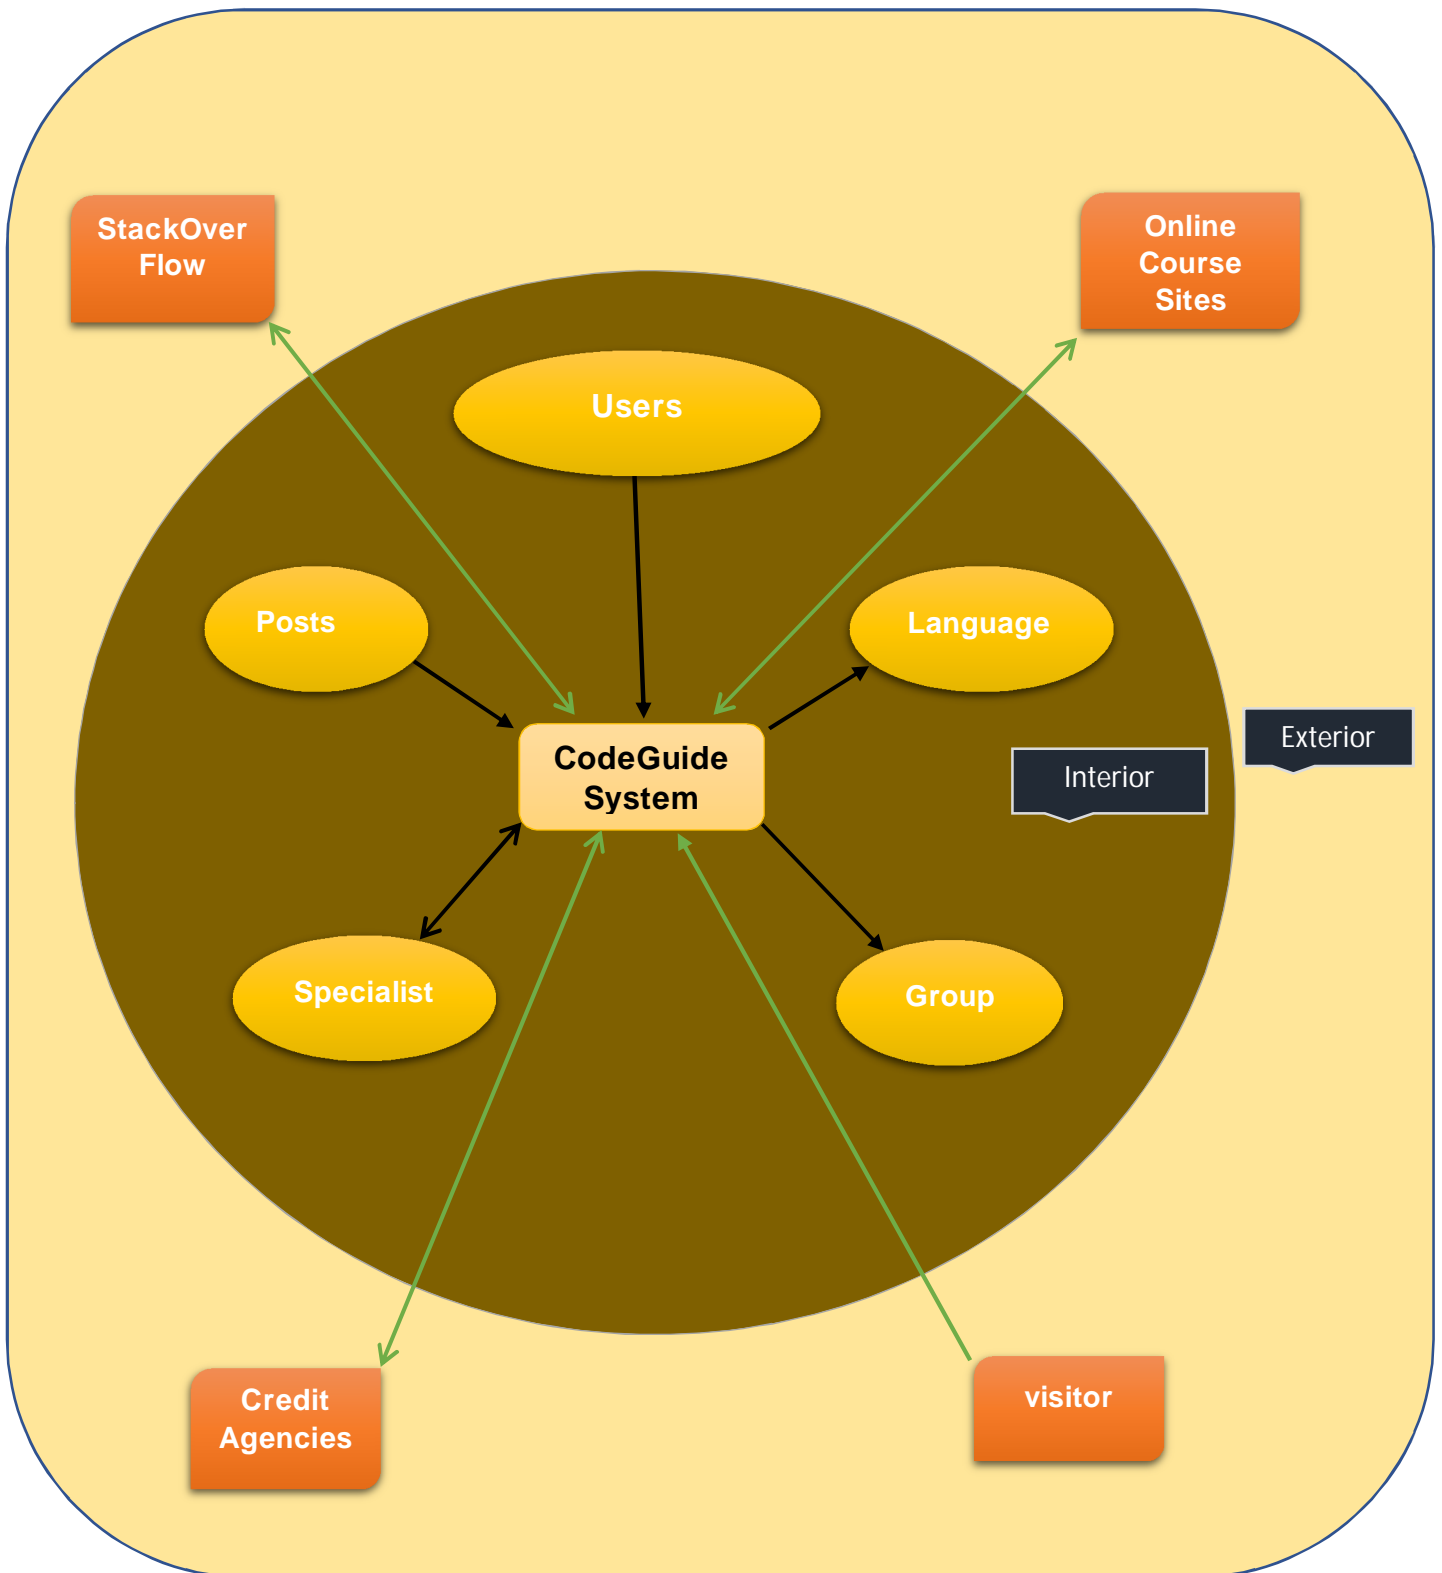 StackOver
Flow
Online
Course
Sites
Users
Posts
Language
CodeGuide
System
Interior
Exterior
Specialist
Group
Credit
Agencies
visitor